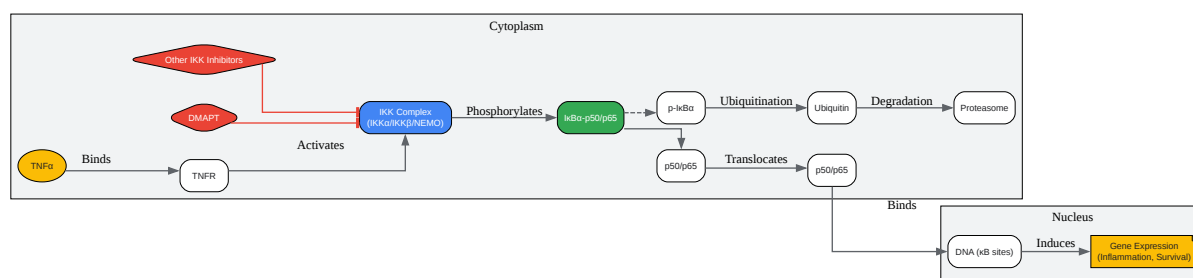 Cytoplasm
Other IKK Inhibitors
DMAPT
IKK Complex
(IKKα/IKKβ/NEMO)
Phosphorylates
IκBα-p50/p65
p-IκBα
Ubiquitination
Ubiquitin
Degradation
Proteasome
TNFα
Binds
TNFR
Activates
p50/p65
Translocates
p50/p65
Binds
Nucleus
DNA (κB sites)
Induces
Gene Expression
(Inflammation, Survival)